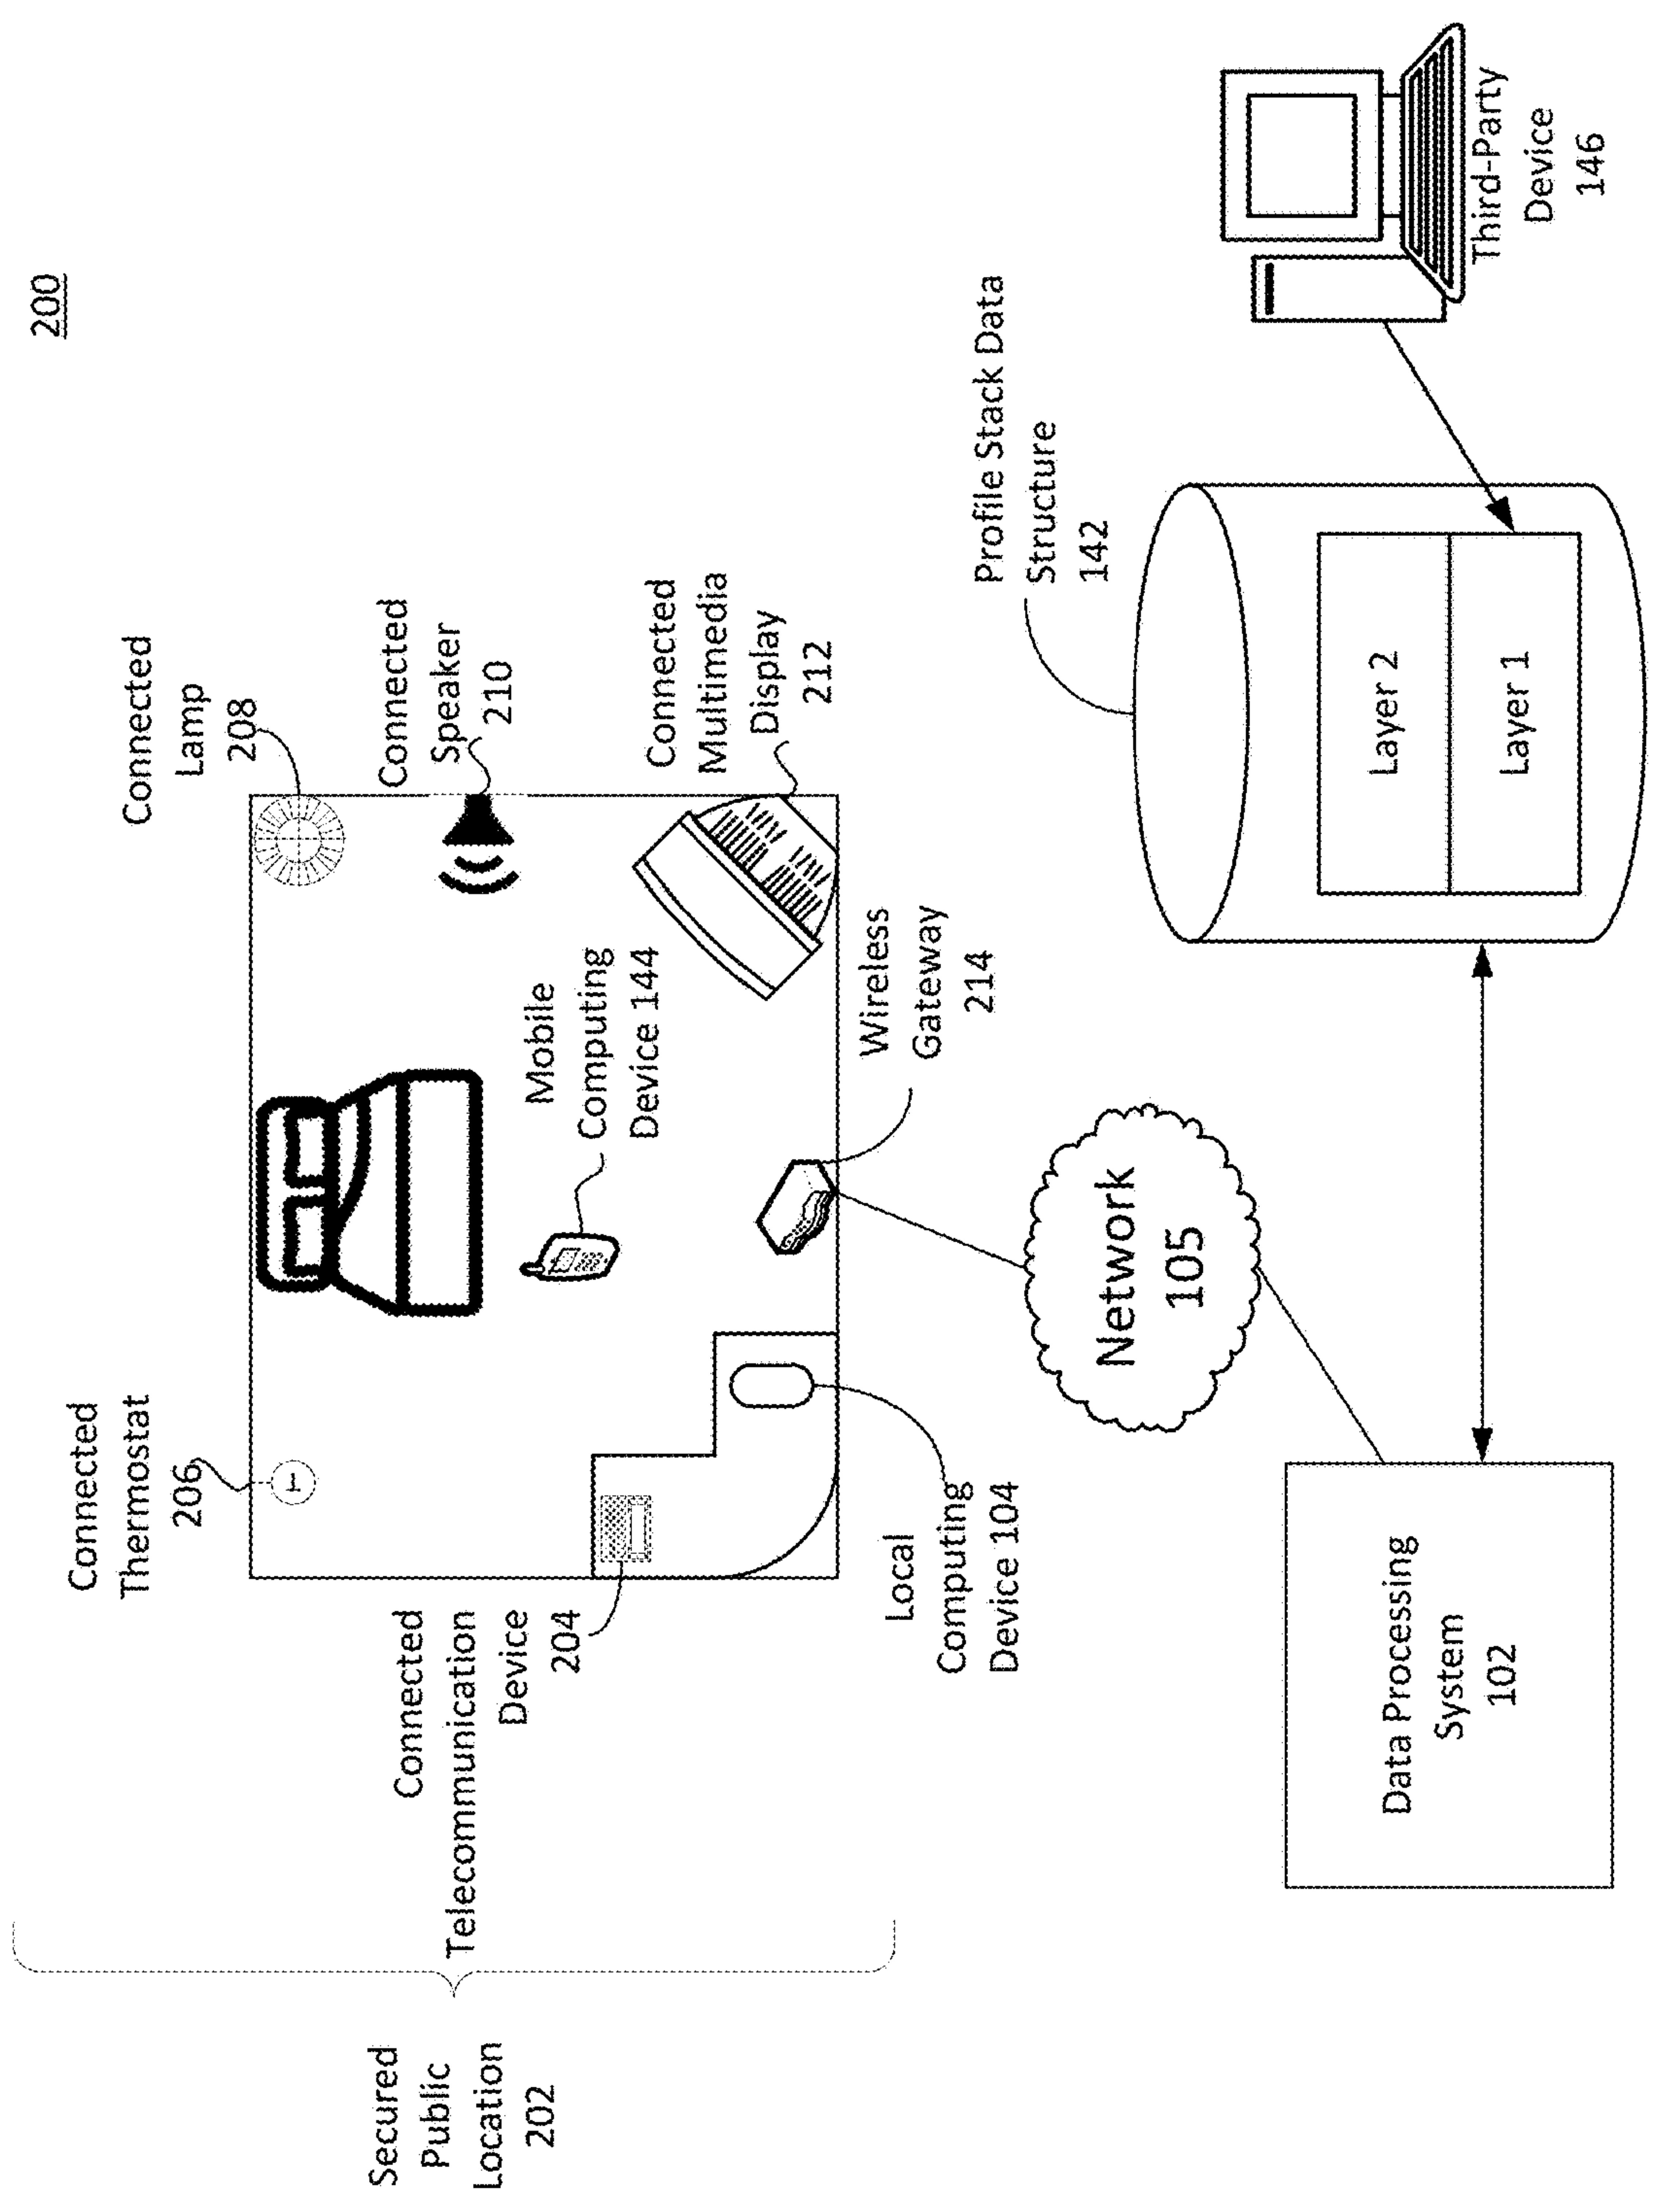 200
Connected
Thermostat
206
Connected
Lamp
208
Connected
Speaker
210
Connected
Multimedia
Display
212
Mobile
Computing
Device 144
Wireless
Gateway
214
Secured
Public
Location
202
Connected
Telecommunication
Device
204
Local
Computing
Device 104
1
Network
105
Data Processing
System
102
Profile Stack Data
Structure
142
Layer 2
Layer 1
Third-Party
Device
146